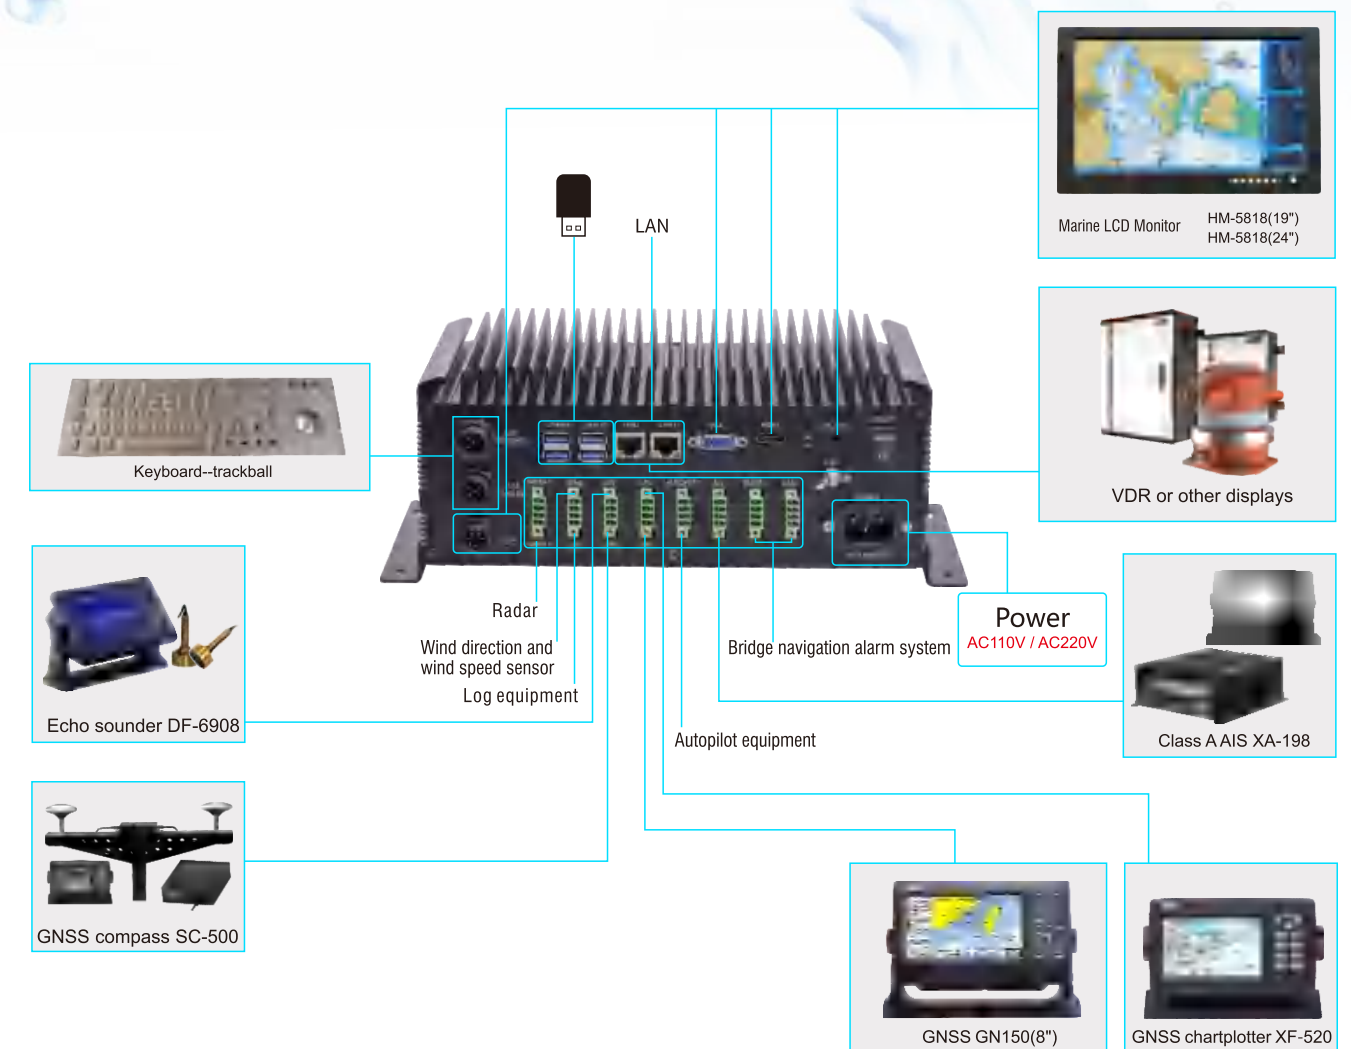 Marine LCD Monitor
HM-5818(19")
HM-5818(24")
LAN
Keyboard--trackball
VDR or other displays
Radar
Wind direction and
wind speed sensor
Log equipment
Bridge navigation alarm system
Power
AC110V / AC220V
Echo sounder DF-6908
Autopilot equipment
Class A AIS XA-198
GNSS compass SC-500
GNSS GN150(8")
GNSS chartplotter XF-520